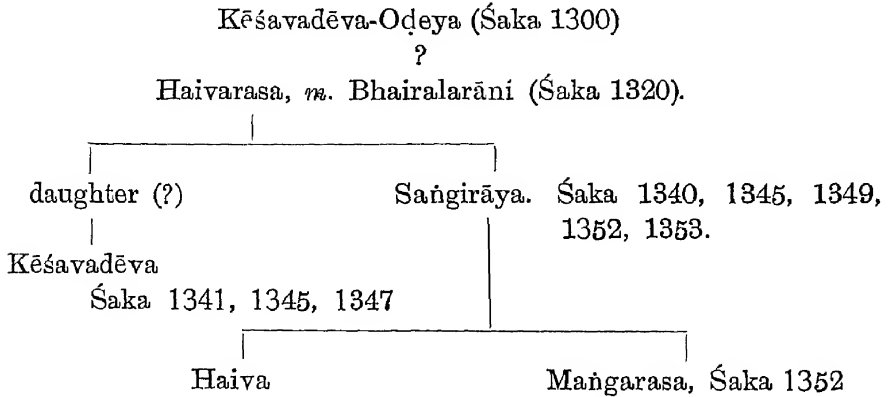 Kēśavadēva-Oḍeya (Śaka 1300)
?
Haivarasa, m. Bhairalarāni (Śaka 1320).
daughter (?) Saṅgirāya. Śaka 1340, 1345, 1349,
1352, 1353.
Kēśavadēva
Śaka 1341, 1345, 1347
Haiva Maṅgarasa, Śaka 1352